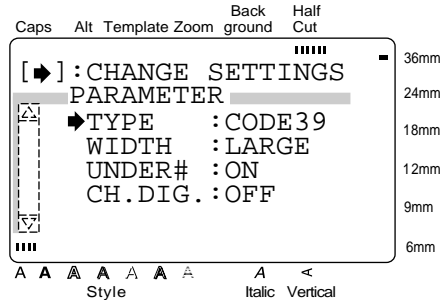 Caps Alt Template Zoom Back ground Half Cut
[➡]:CHANGE SETTINGS
PARAMETER
➡TYPE :CODE39
WIDTH :LARGE
UNDER# :ON
CH.DIG.:OFF
36mm
24mm
18mm
12mm
9mm
6mm
A A A A A A A A A
Style Italic Vertical